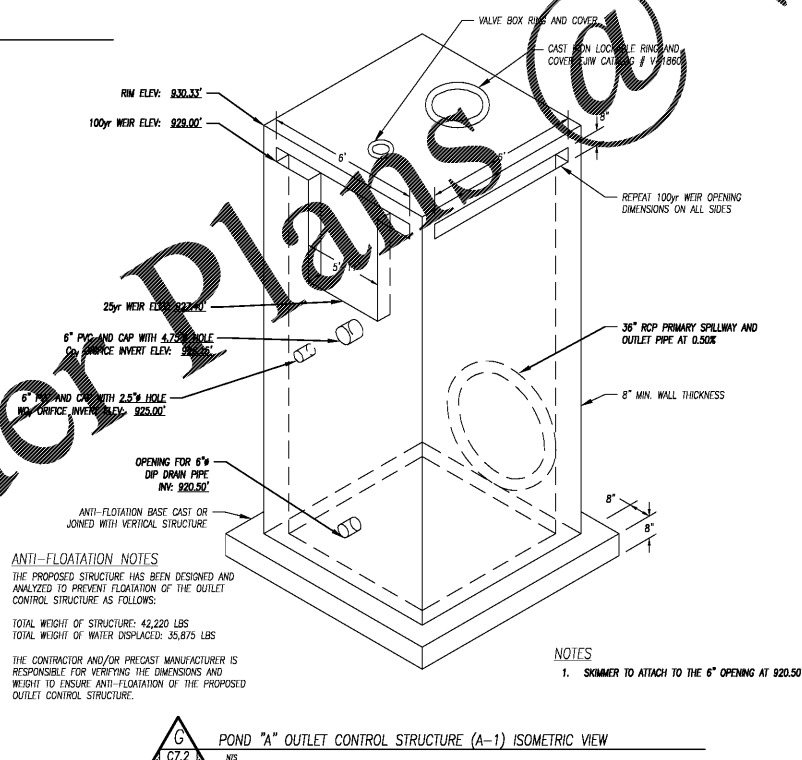 VALVE BOX RING AND COVER
CAST IRON LOCKABLE RING AND
COVER EJIW CATALOG # V-1860
RIM ELEV: 930.33'
100yr WEIR ELEV: 929.00'
8"
6'
6'
REPEAT 100yr WEIR OPENING
DIMENSIONS ON ALL SIDES
5'
25yr WEIR ELEV:
6" PVC AND CAP WITH 4.75"ø HOLE
ORIFICE INVERT ELEV:
36" RCP PRIMARY SPILLWAY AND
OUTLET PIPE AT 0.50%
6" PVC AND CAP WITH 2.5"ø HOLE
ORIFICE INVERT ELEV: 925.00'
8" MIN. WALL THICKNESS
OPENING FOR 6"ø
DIP DRAIN PIPE
INV: 920.50'
ANTI-FLOTATION BASE CAST OR
JOINED WITH VERTICAL STRUCTURE
8"
8"
ANTI-FLOATATION NOTES
THE PROPOSED STRUCTURE HAS BEEN DESIGNED AND
ANALYZED TO PREVENT FLOATATION OF THE OUTLET
CONTROL STRUCTURE AS FOLLOWS:
TOTAL WEIGHT OF STRUCTURE: 42,220 LBS
TOTAL WEIGHT OF WATER DISPLACED: 35,875 LBS
THE CONTRACTOR AND/OR PRECAST MANUFACTURER IS
RESPONSIBLE FOR VERIFYING THE DIMENSIONS AND
WEIGHT TO ENSURE ANTI-FLOATATION OF THE PROPOSED
OUTLET CONTROL STRUCTURE.
NOTES
1. SKIMMER TO ATTACH TO THE 6" OPENING AT 920.50
G
C7.2
POND "A" OUTLET CONTROL STRUCTURE (A-1) ISOMETRIC VIEW
NTS
er Plans @